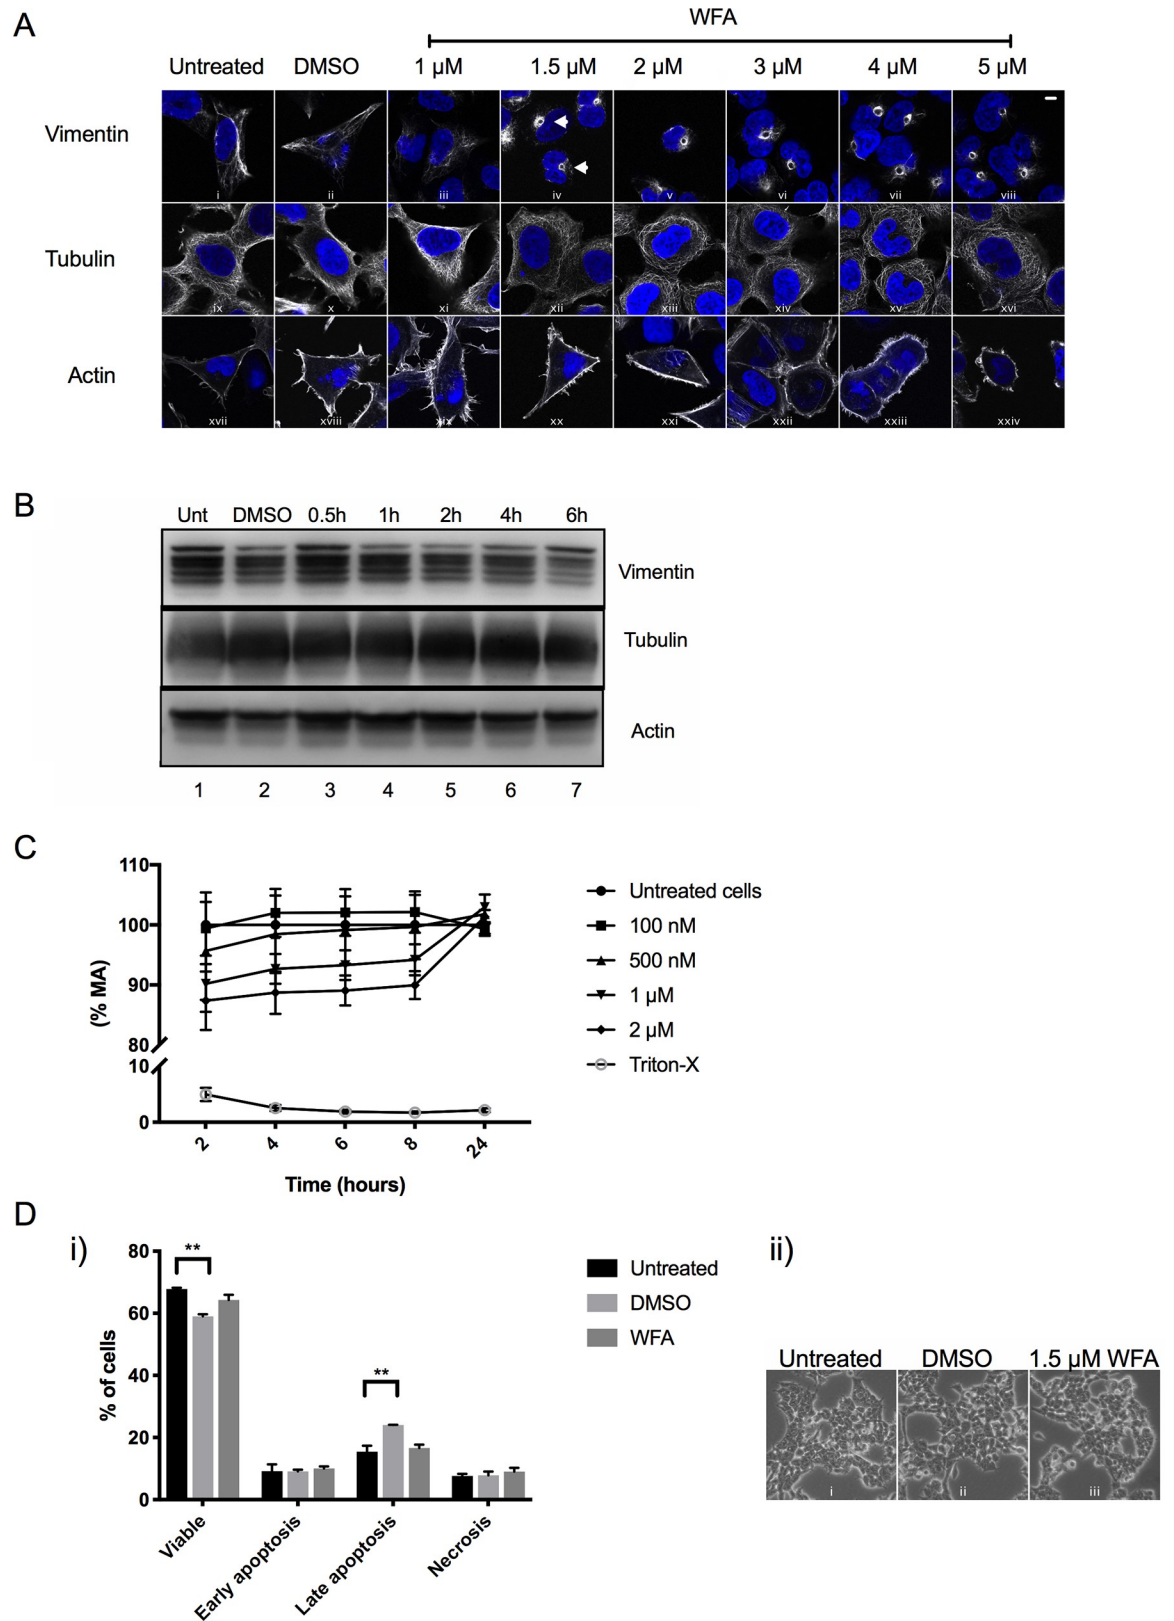 A
WFA
Untreated DMSO 1 µM 1.5 µM 2 µM 3 µM 4 µM 5 µM
Vimentin
i ii iii iv v vi vii viii
Tubulin
ix x xi xii xiii xiv xv xvi
Actin
xvii xviii xix xx xxi xxii xxiii xxiv
B
Unt DMSO 0.5h 1h 2h 4h 6h
Vimentin
Tubulin
Actin
1 2 3 4 5 6 7
C
110
100
90
80
10
0
(% MA)
2 4 6 8 24
Time (hours)
Untreated cells
100 nM
500 nM
1 µM
2 µM
Triton-X
D
i)
80
60
40
20
0
% of cells
**
**
Viable
Early apoptosis
Late apoptosis
Necrosis
Untreated
DMSO
WFA
ii)
Untreated DMSO 1.5 µM WFA
i ii iii